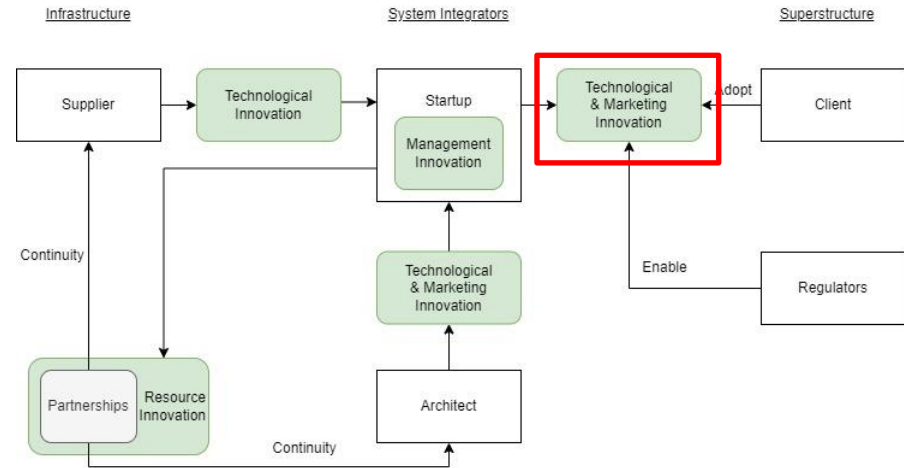 Infrastructure
System Integrators
Superstructure
Supplier
Technological
Innovation
Startup
Management
Innovation
Technological
& Marketing
Innovation
Adopt
Client
Continuity
Technological
& Marketing
Innovation
Enable
Regulators
Partnerships
Resource
Innovation
Architect
Continuity